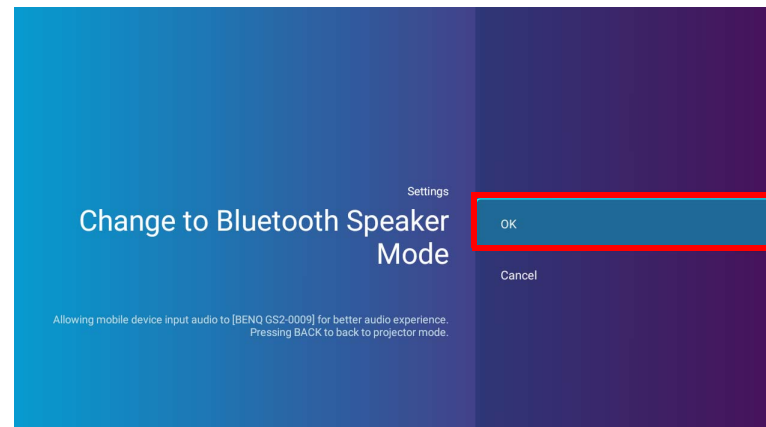 Settings
Change to Bluetooth Speaker
Mode
Allowing mobile device input audio to [BENQ GS2-0009] for better audio experience.
Pressing BACK to back to projector mode.
OK
Cancel